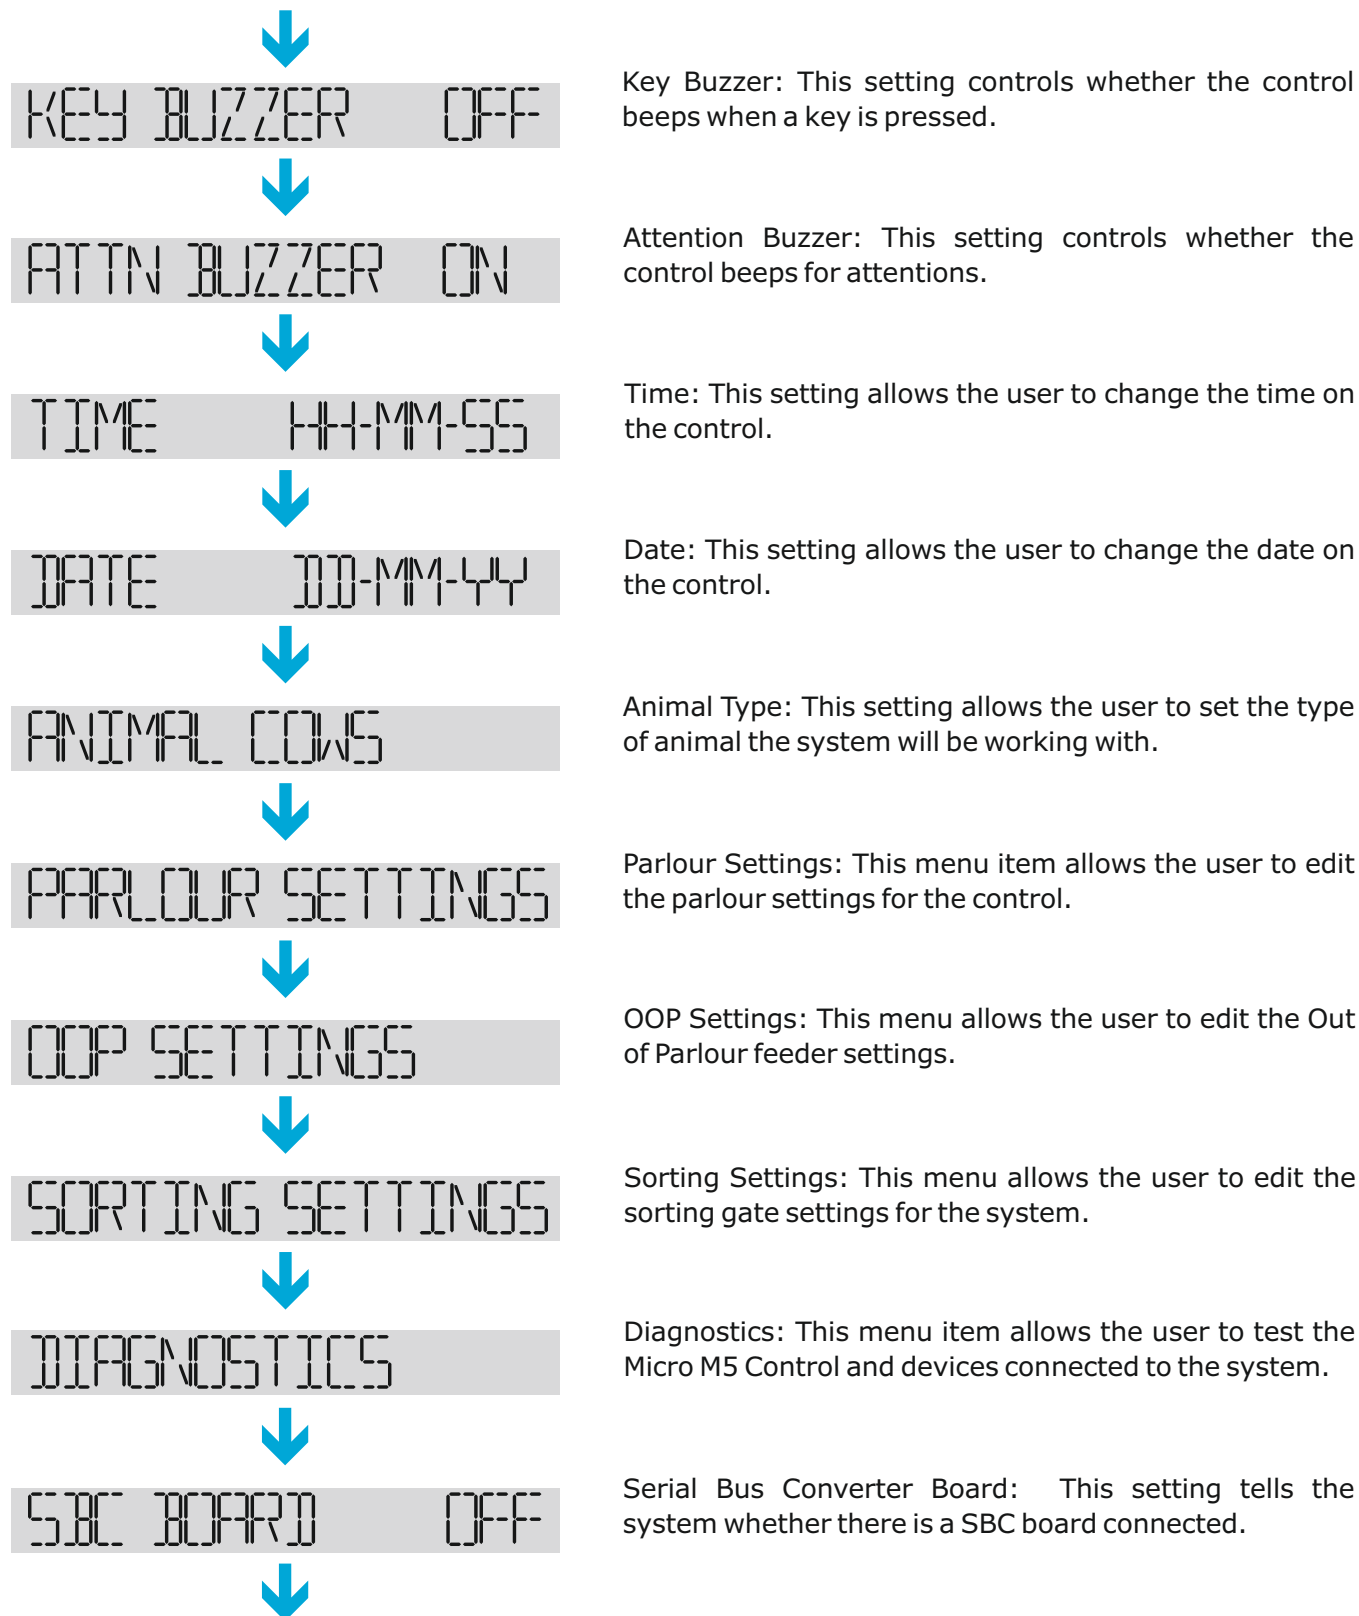 KEY BUZZER OFF
Key Buzzer: This setting controls whether the control
beeps when a key is pressed.
ATTN BUZZER ON
Attention Buzzer: This setting controls whether the
control beeps for attentions.
TIME HH-MM-SS
Time: This setting allows the user to change the time on
the control.
DATE DD-MM-YY
Date: This setting allows the user to change the date on
the control.
ANIMAL COWS
Animal Type: This setting allows the user to set the type
of animal the system will be working with.
PARLOUR SETTINGS
Parlour Settings: This menu item allows the user to edit
the parlour settings for the control.
OOP SETTINGS
OOP Settings: This menu allows the user to edit the Out
of Parlour feeder settings.
SORTING SETTINGS
Sorting Settings: This menu allows the user to edit the
sorting gate settings for the system.
DIAGNOSTICS
Diagnostics: This menu item allows the user to test the
Micro M5 Control and devices connected to the system.
SBC BOARD OFF
Serial Bus Converter Board: This setting tells the
system whether there is a SBC board connected.